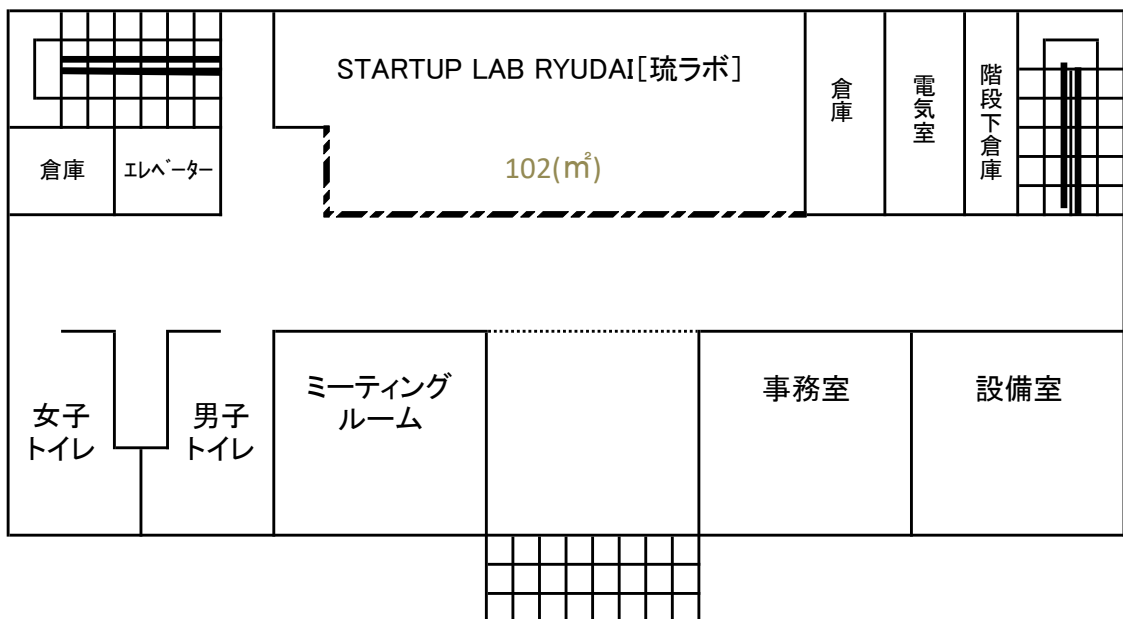 STARTUP LAB RYUDAI[琉ラボ]
102(㎡)
倉庫
電気室
階段下倉庫
倉庫
エレベーター
女子
トイレ
男子
トイレ
ミーティング
ルーム
事務室
設備室